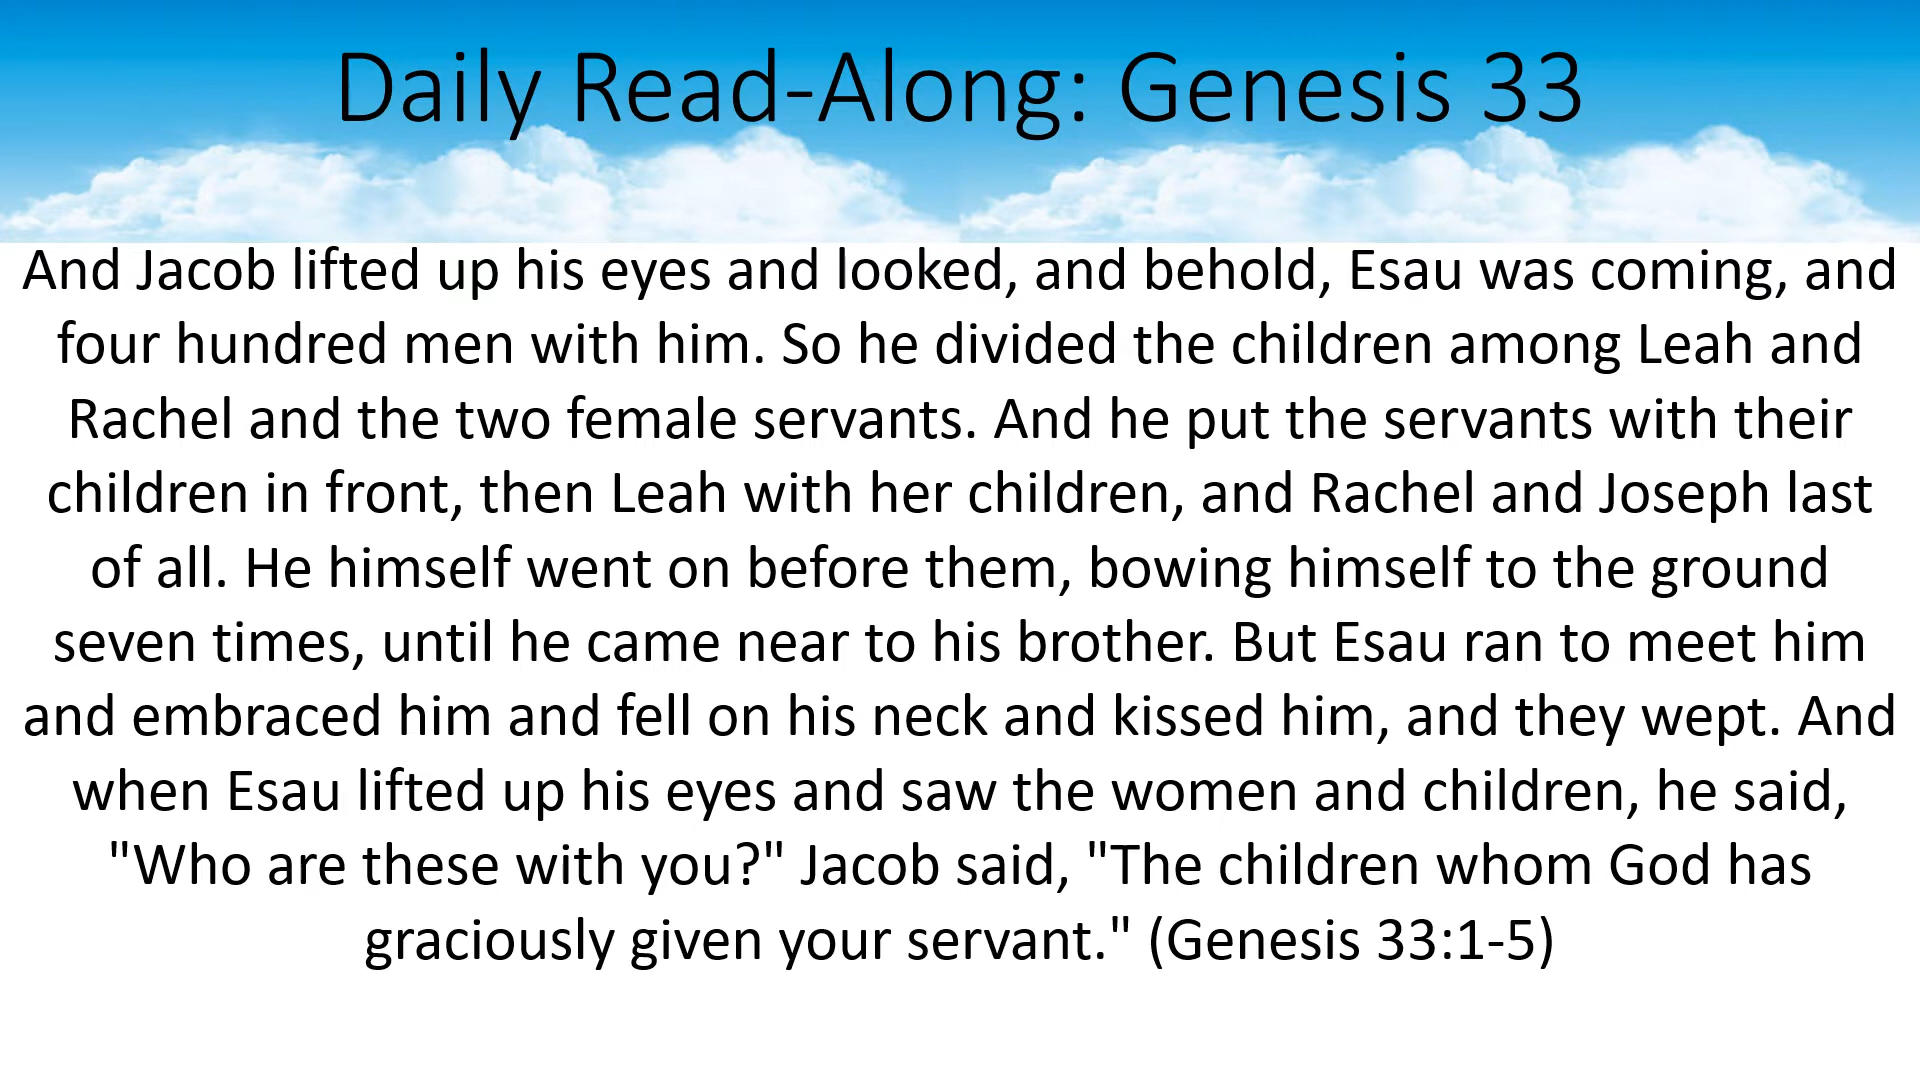 Daily Read-Along: Genesis 33
And Jacob lifted up his eyes and looked, and behold, Esau was coming, and
four hundred men with him. So he divided the children among Leah and
Rachel and the two female servants. And he put the servants with their
children in front, then Leah with her children, and Rachel and Joseph last
of all. He himself went on before them, bowing himself to the ground
seven times, until he came near to his brother. But Esau ran to meet him
and embraced him and fell on his neck and kissed him, and they wept. And
when Esau lifted up his eyes and saw the women and children, he said,
"Who are these with you?" Jacob said, "The children whom God has
graciously given your servant." (Genesis 33:1-5)